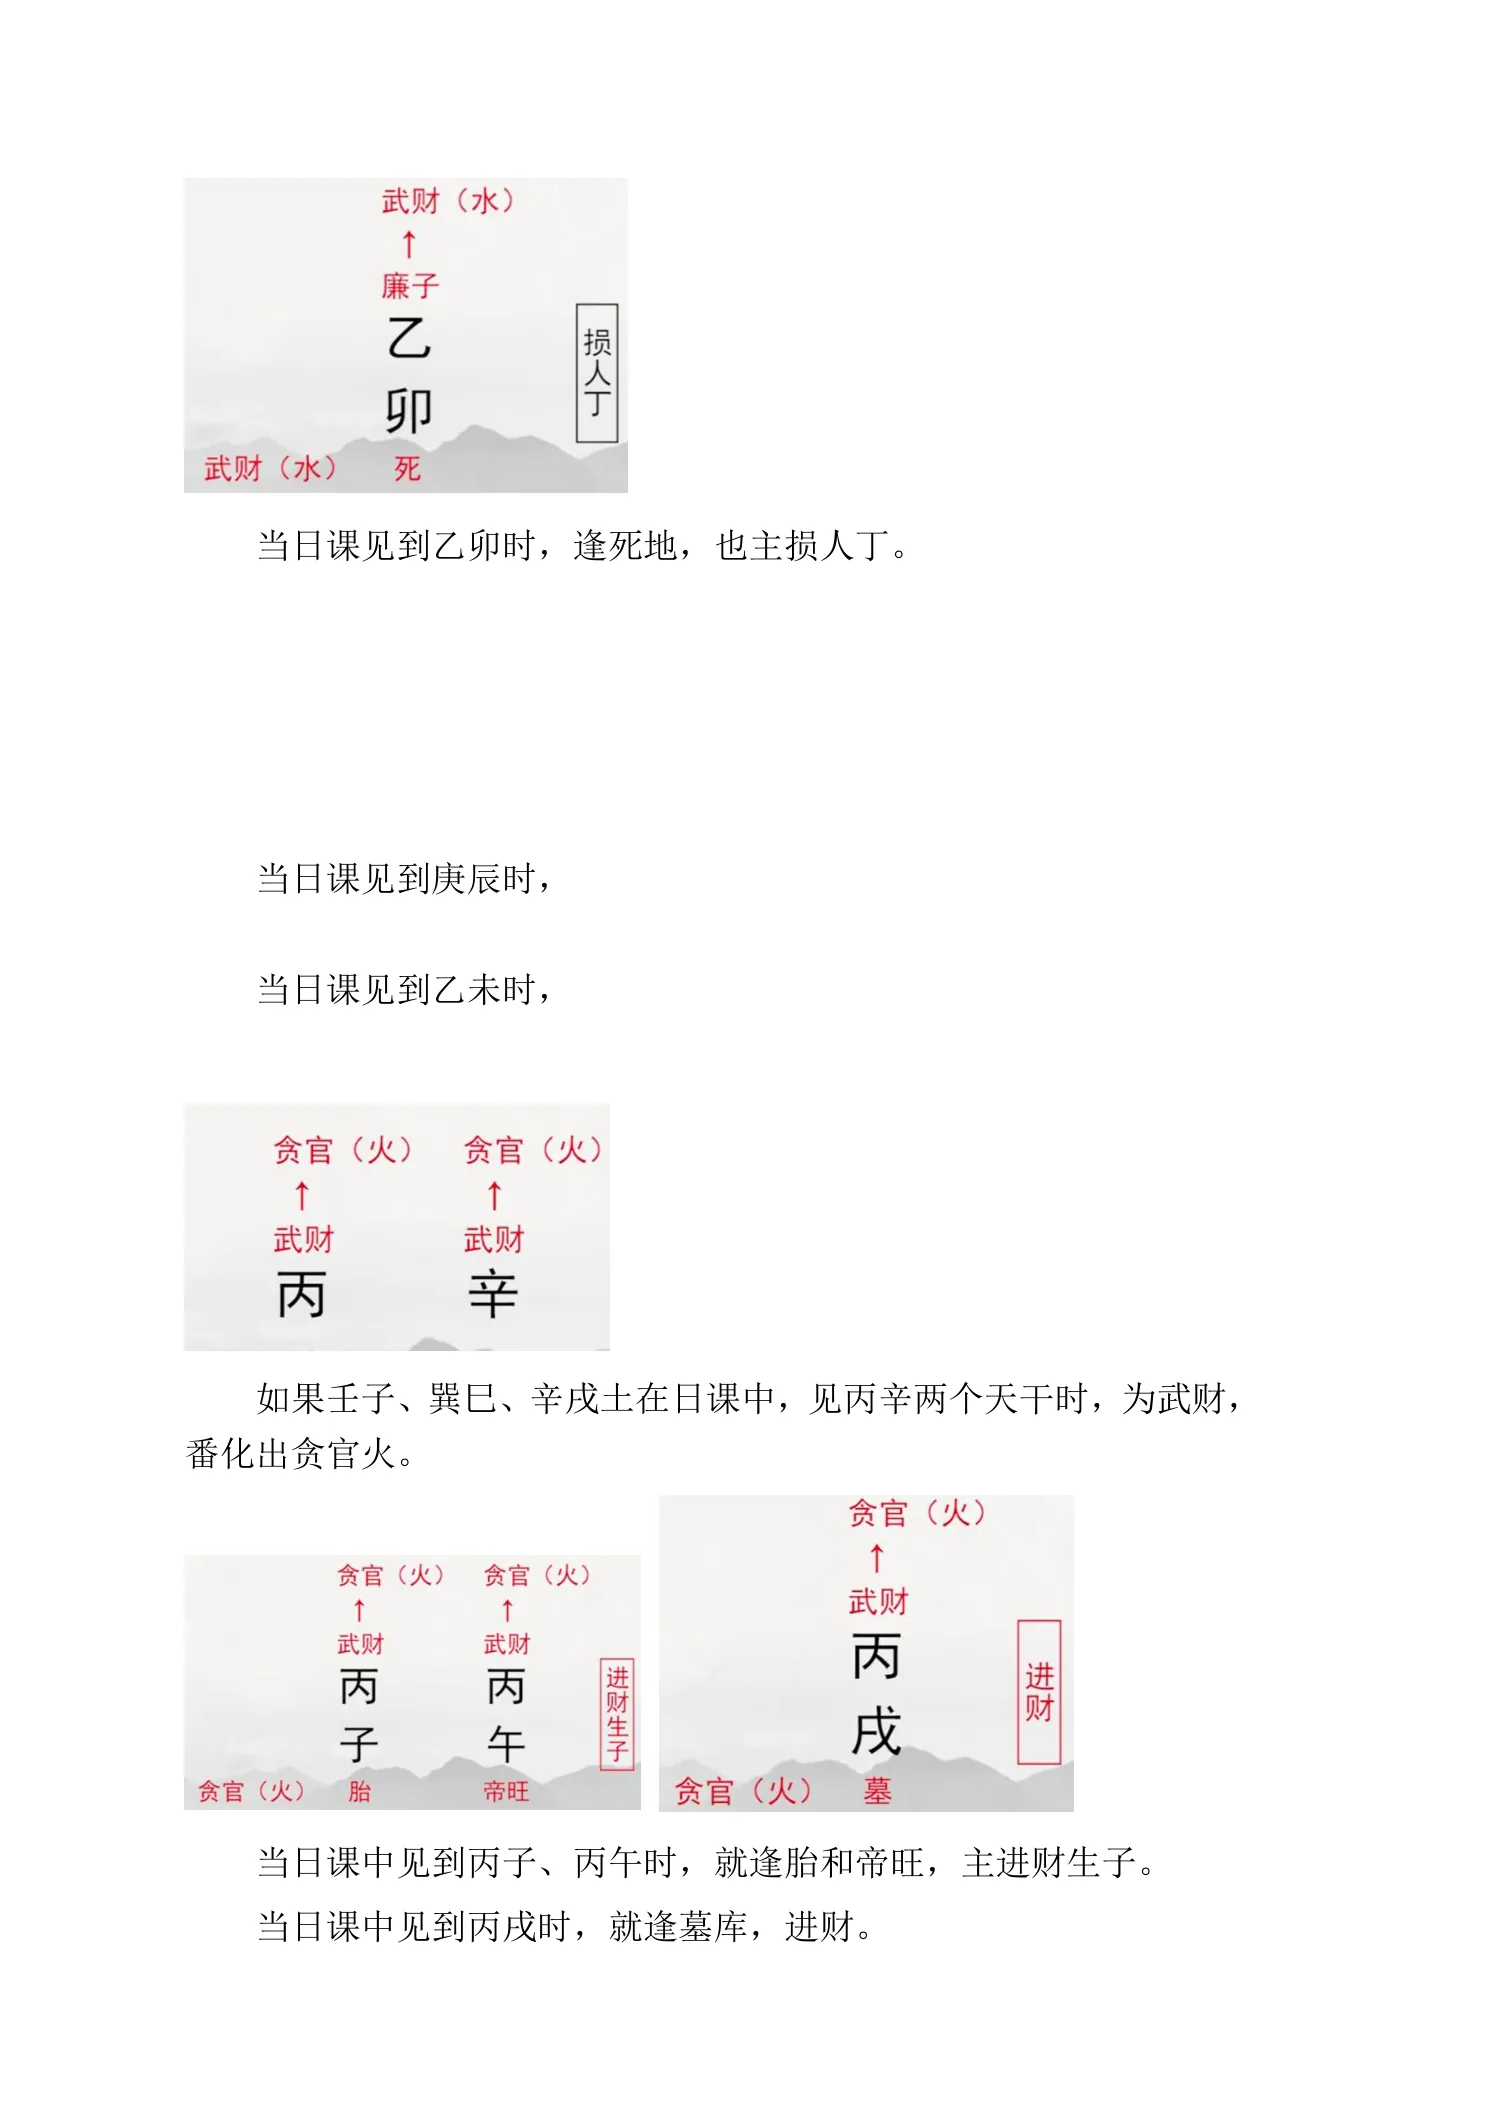 武财（水）
↑
廉子
乙
卯
损人丁
武财（水） 死
当日课见到乙卯时，逢死地，也主损人丁。
当日课见到庚辰时，
当日课见到乙未时，
贪官（火） 贪官（火）
↑ ↑
武财 武财
丙 辛
如果壬子、巽巳、辛戌土在日课中，见丙辛两个天干时，为武财，
番化出贪官火。
贪官（火） 贪官（火）
↑ ↑
武财 武财
丙 丙
子 午
进财生子
贪官（火） 胎 帝旺
贪官（火）
↑
武财
丙
戌
进财
贪官（火） 墓
当日课中见到丙子、丙午时，就逢胎和帝旺，主进财生子。
当日课中见到丙戌时，就逢墓库，进财。